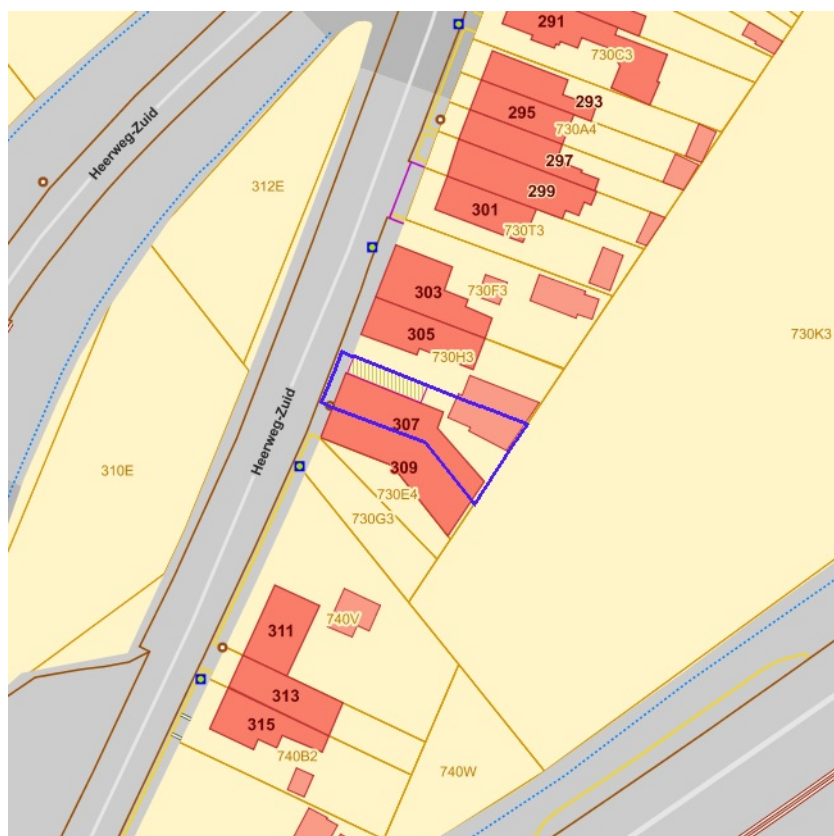 291
730C3
Heerweg-Zuid
293
295
730A4
297
312E
299
301
730T3
303
730F3
305
730K3
730H3
307
Heerweg-Zuid
309
310E
730E4
730G3
311
740V
313
315
740B2
740W